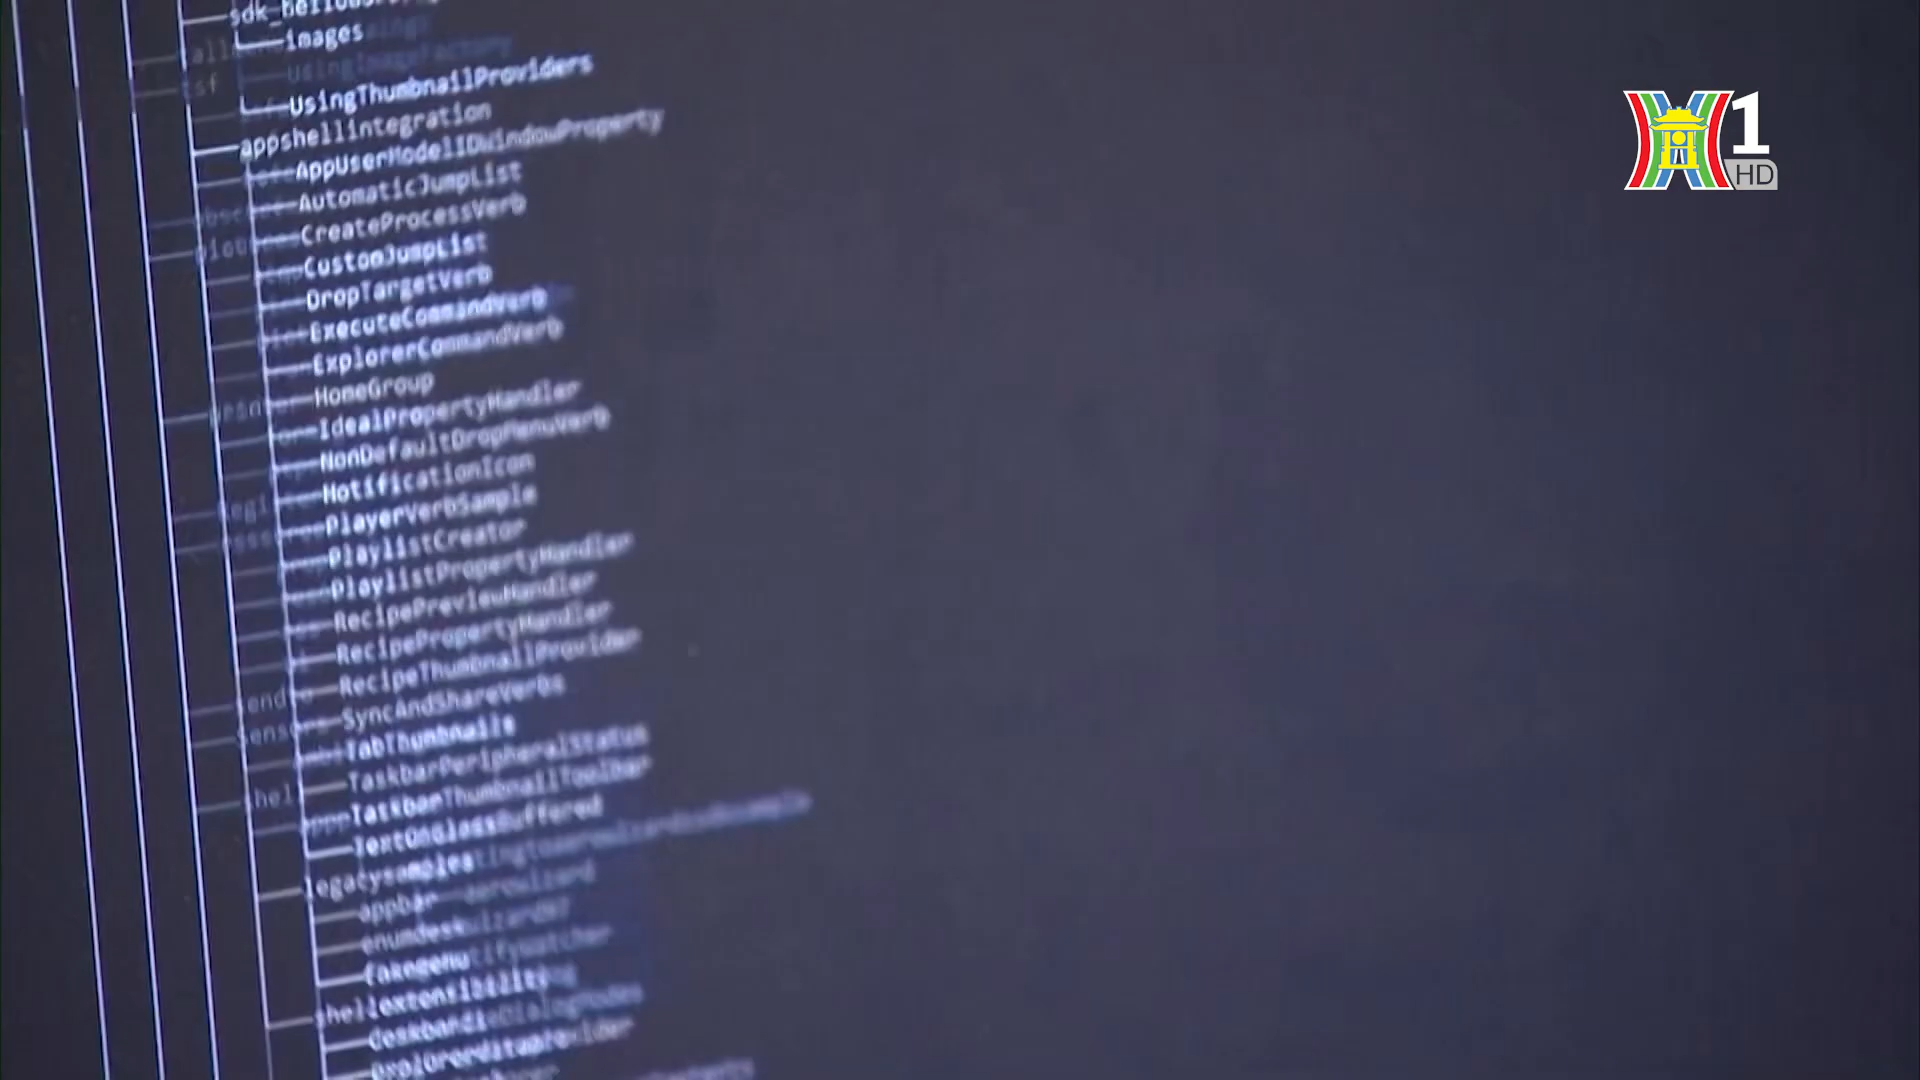 images
UsingThumbnailProviders
appshellintegration
AppUserModelIDWindowProperty
AutomaticJumpList
CreateProcessVerb
CustomJumpList
DropTargetVerb
ExecuteCommandVerb
ExplorerCommandVerb
HomeGroup
IdealPropertyHandler
NonDefaultDropMenuVerb
NotificationIcon
PlayerVerbSample
PlaylistCreator
PlaylistPropertyHandler
RecipePreviewHandler
RecipePropertyHandler
RecipeThumbnailProvider
SyncAndShareVerbs
TabThumbnails
TaskbarPeripheralStatus
TaskbarThumbnailToolbar
TextOnGlassBuffered
legacysamples
appbar
enumdesk
fakegenu
shellextensibility
1
HD